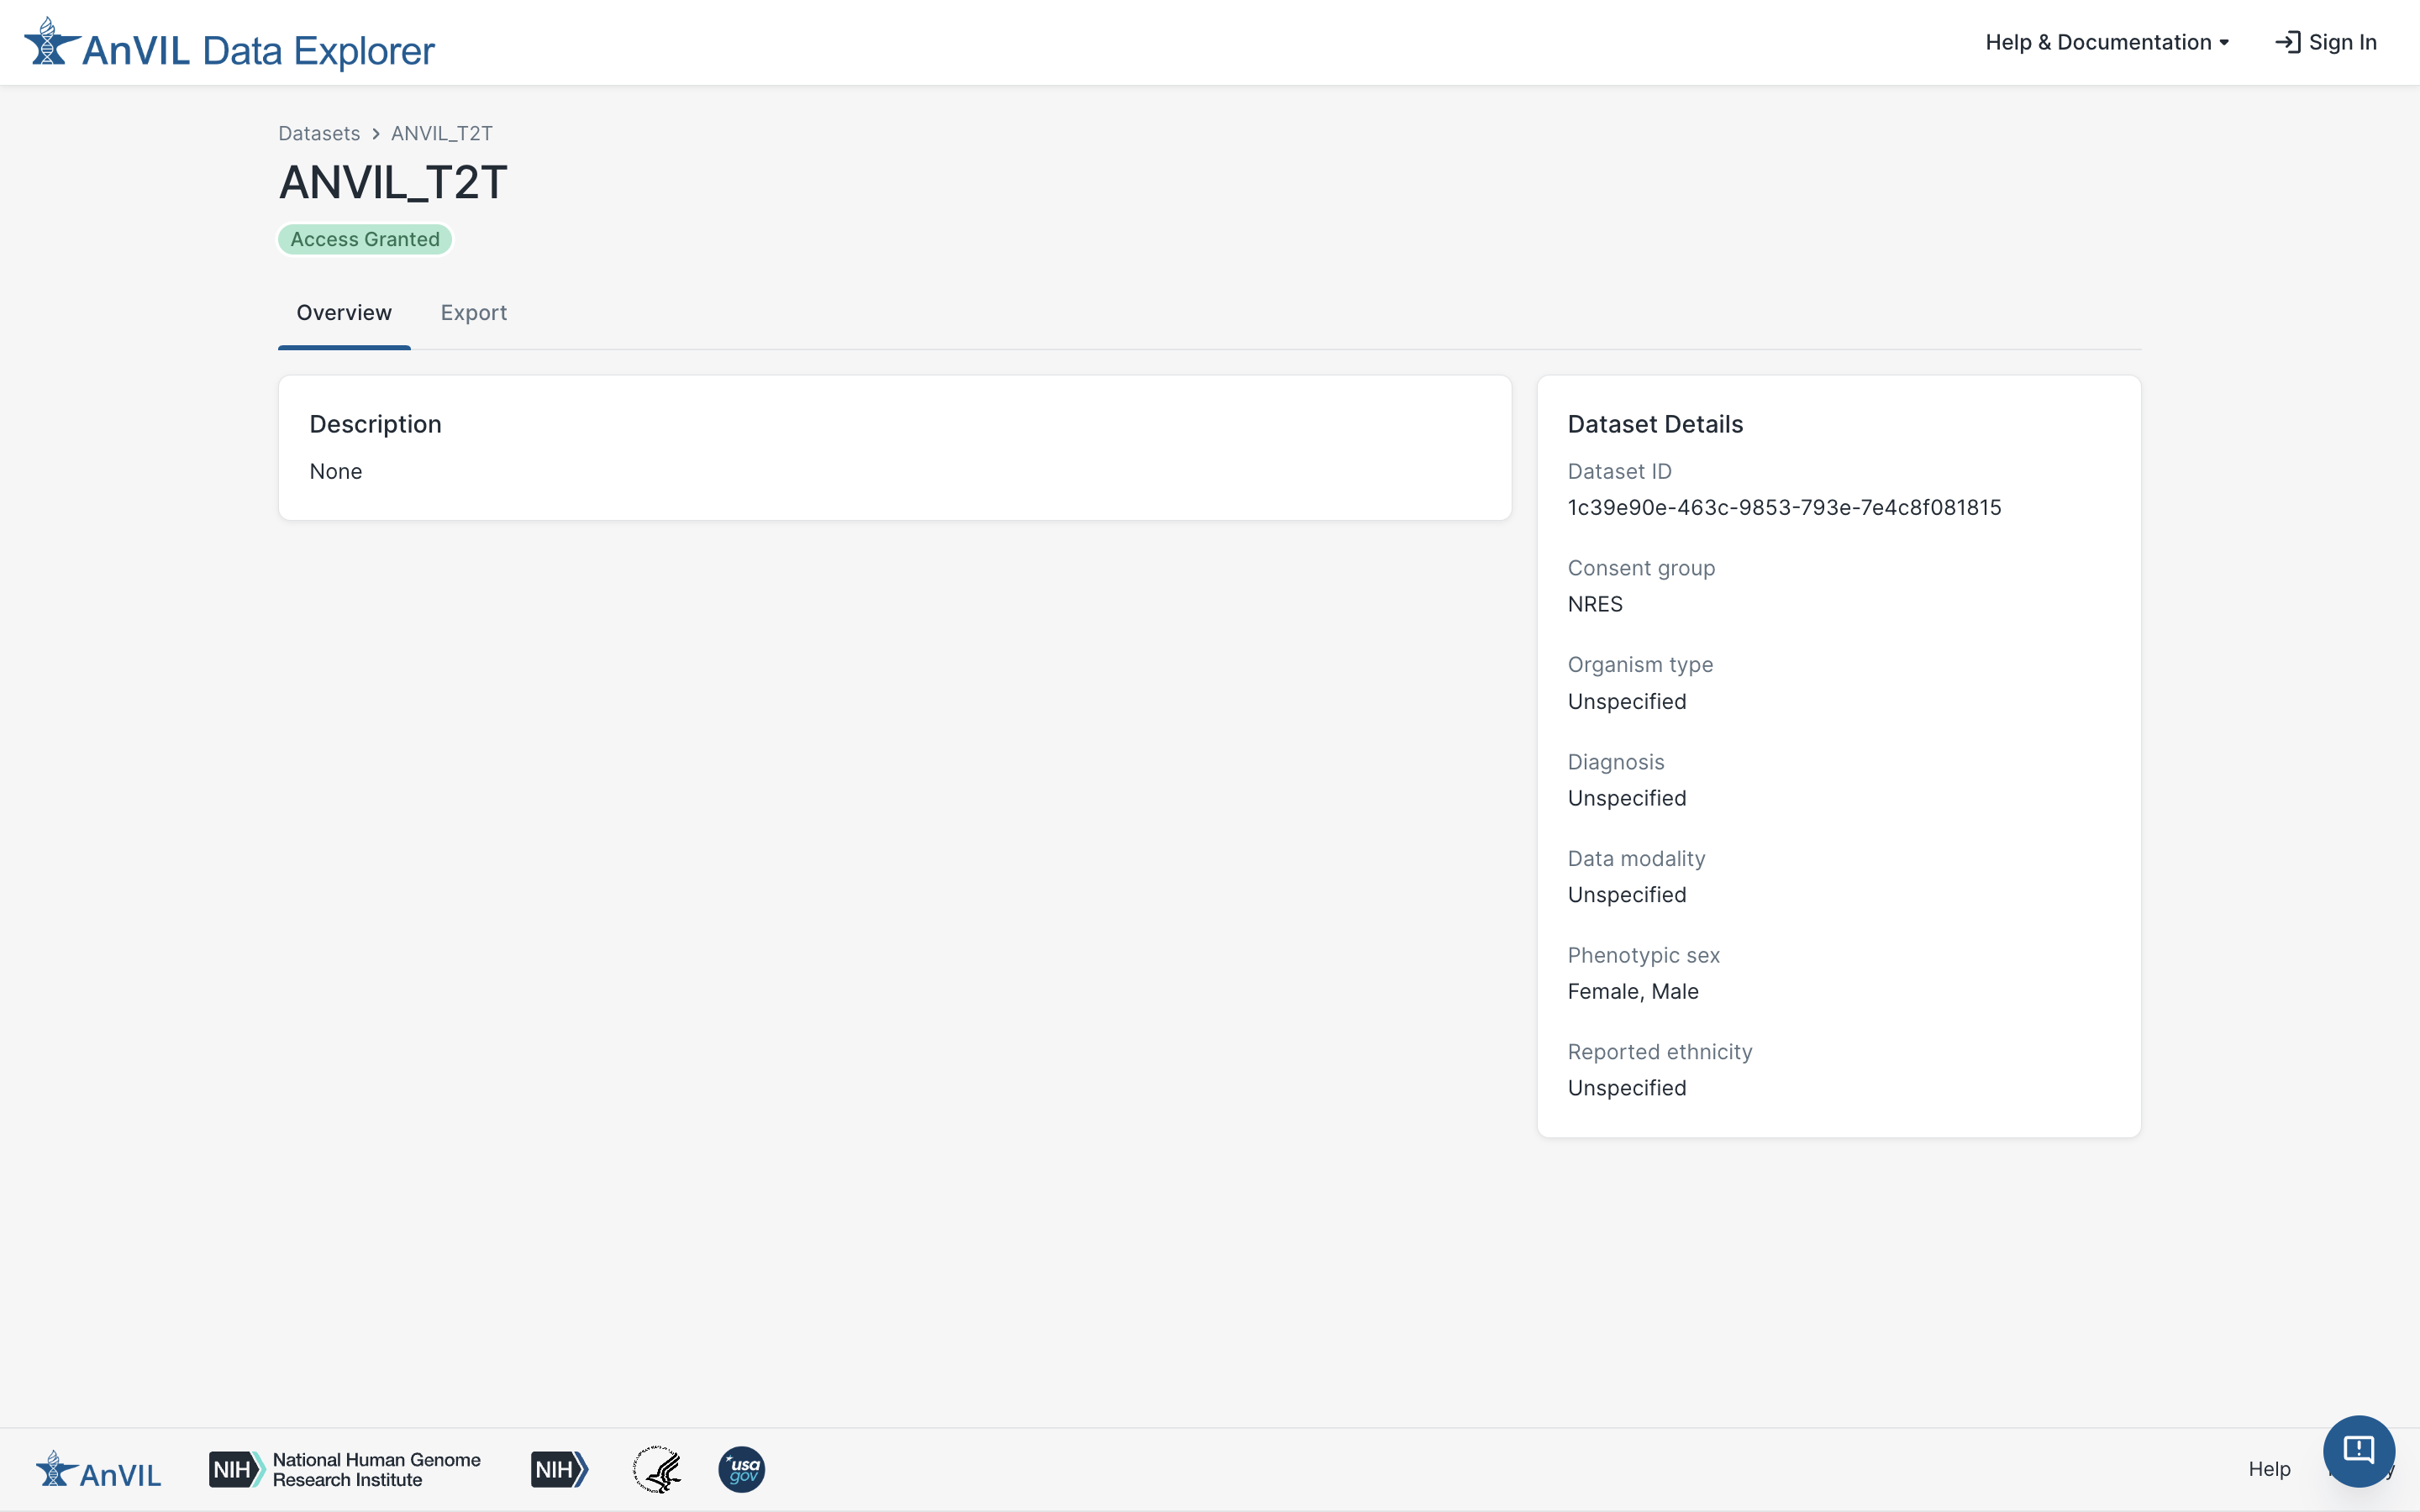 AnVIL Data Explorer
Help & Documentation
Sign In
Datasets > ANVIL_T2T
ANVIL_T2T
Access Granted
Overview
Export
Description
None
Dataset Details
Dataset ID
1c39e90e-463c-9853-793e-7e4c8f081815
Consent group
NRES
Organism type
Unspecified
Diagnosis
Unspecified
Data modality
Unspecified
Phenotypic sex
Female, Male
Reported ethnicity
Unspecified
AnVIL
NIH
National Human Genome
Research Institute
NIH
usa
gov
Help